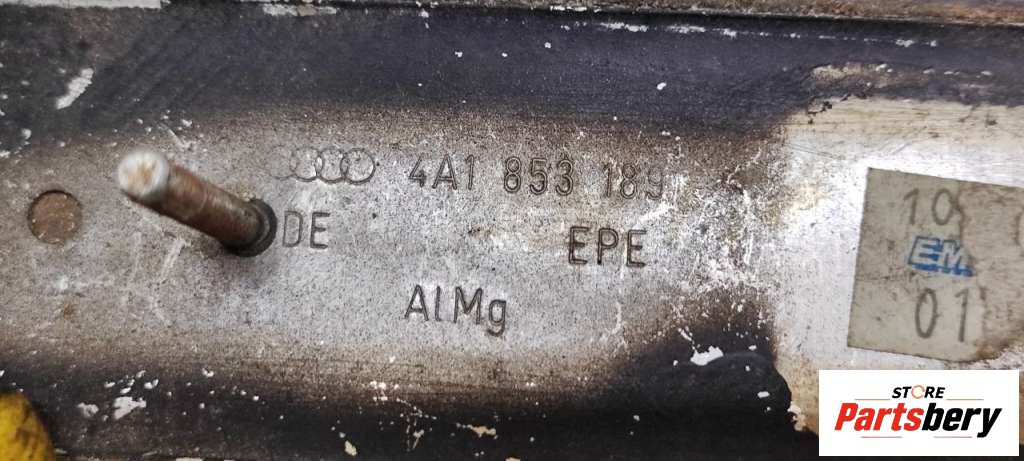 4A1 853 189
DE EPE
AlMg
10
EM
01
STORE
Partsbery